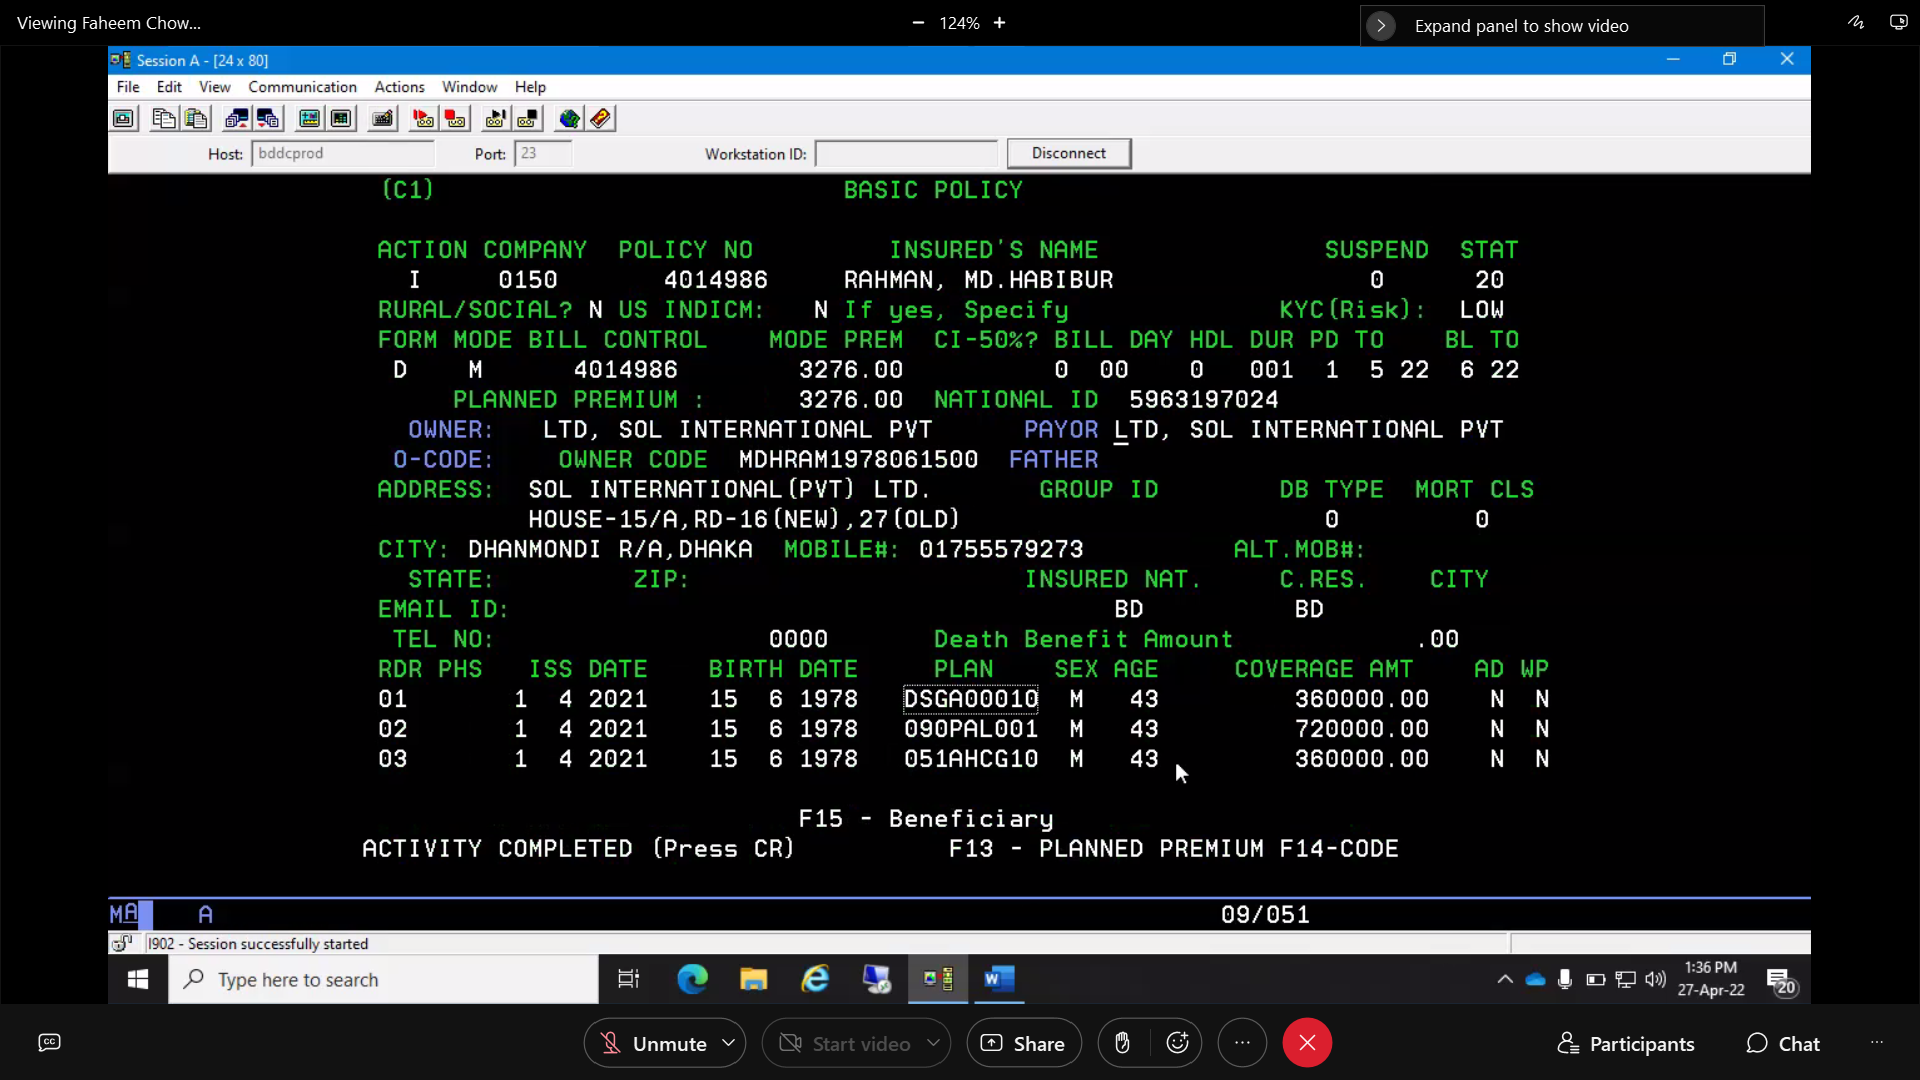 Viewing Faheem Chow... − 124% + Expand panel to show video
Session A - [24 x 80]
File Edit View Communication Actions Window Help
Host: bddcprod Port: 23 Workstation ID: Disconnect
(C1) BASIC POLICY
ACTION COMPANY POLICY NO INSURED'S NAME SUSPEND STAT
I 0150 4014986 RAHMAN, MD.HABIBUR 0 20
RURAL/SOCIAL? N US INDICM: N If yes, Specify KYC(Risk): LOW
FORM MODE BILL CONTROL MODE PREM CI-50%? BILL DAY HDL DUR PD TO BL TO
D M 4014986 3276.00 0 00 0 001 1 5 22 6 22
PLANNED PREMIUM : 3276.00 NATIONAL ID 5963197024
OWNER: LTD, SOL INTERNATIONAL PVT PAYOR LTD, SOL INTERNATIONAL PVT
O-CODE: OWNER CODE MDHRAM1978061500 FATHER
ADDRESS: SOL INTERNATIONAL(PVT) LTD. GROUP ID DB TYPE MORT CLS
HOUSE-15/A,RD-16(NEW),27(OLD) 0 0
CITY: DHANMONDI R/A,DHAKA MOBILE#: 01755579273 ALT.MOB#:
STATE: ZIP: INSURED NAT. C.RES. CITY
EMAIL ID: BD BD
TEL NO: 0000 Death Benefit Amount .00
RDR PHS ISS DATE BIRTH DATE PLAN SEX AGE COVERAGE AMT AD WP
01 1 4 2021 15 6 1978 DSGA00010 M 43 360000.00 N N
02 1 4 2021 15 6 1978 090PAL001 M 43 720000.00 N N
03 1 4 2021 15 6 1978 051AHCG10 M 43 360000.00 N N
F15 - Beneficiary
ACTIVITY COMPLETED (Press CR) F13 - PLANNED PREMIUM F14-CODE
MA A 09/051
I902 - Session successfully started
Type here to search 1:36 PM
27-Apr-22 20
CC Unmute Start video Share Participants Chat